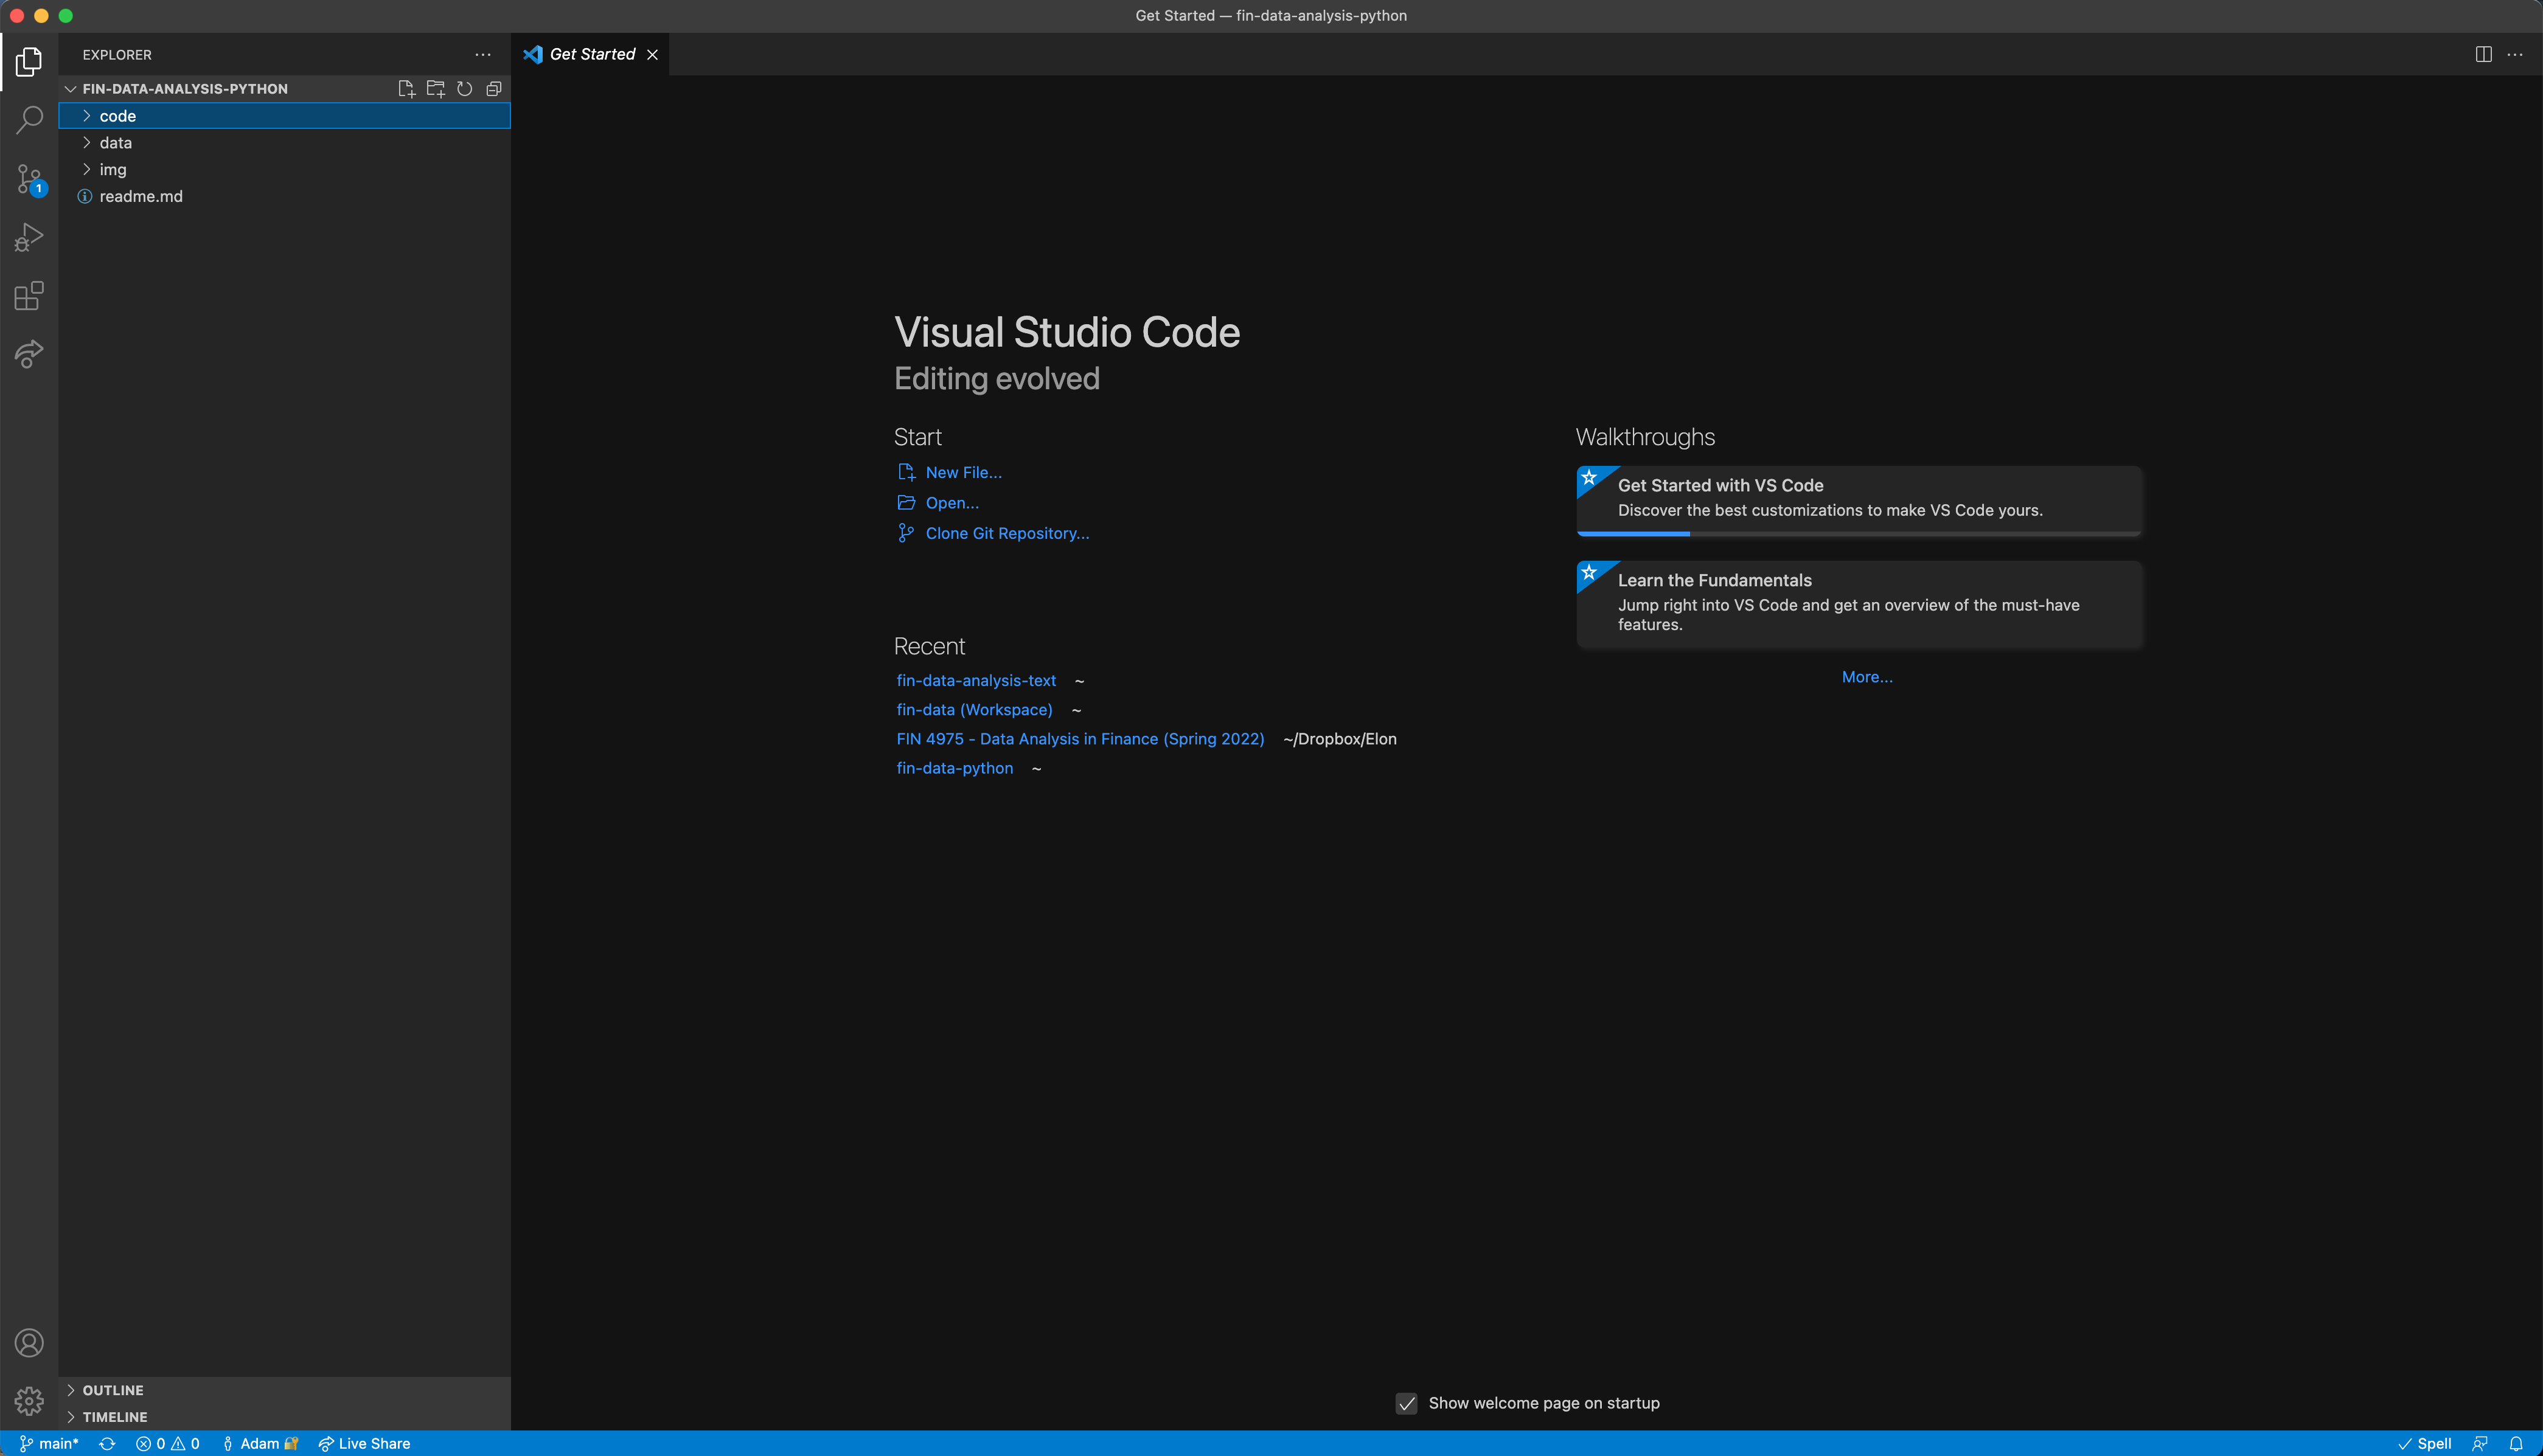 Get Started — fin-data-analysis-python
EXPLORER
Get Started
FIN-DATA-ANALYSIS-PYTHON
code
data
img
readme.md
1
Visual Studio Code
Editing evolved
Start
New File...
Open...
Clone Git Repository...
Recent
fin-data-analysis-text ~
fin-data (Workspace) ~
FIN 4975 - Data Analysis in Finance (Spring 2022) ~/Dropbox/Elon
fin-data-python ~
Walkthroughs
Get Started with VS Code
Discover the best customizations to make VS Code yours.
Learn the Fundamentals
Jump right into VS Code and get an overview of the must-have
features.
More...
Show welcome page on startup
OUTLINE
TIMELINE
main* 0 0 Adam Live Share Spell